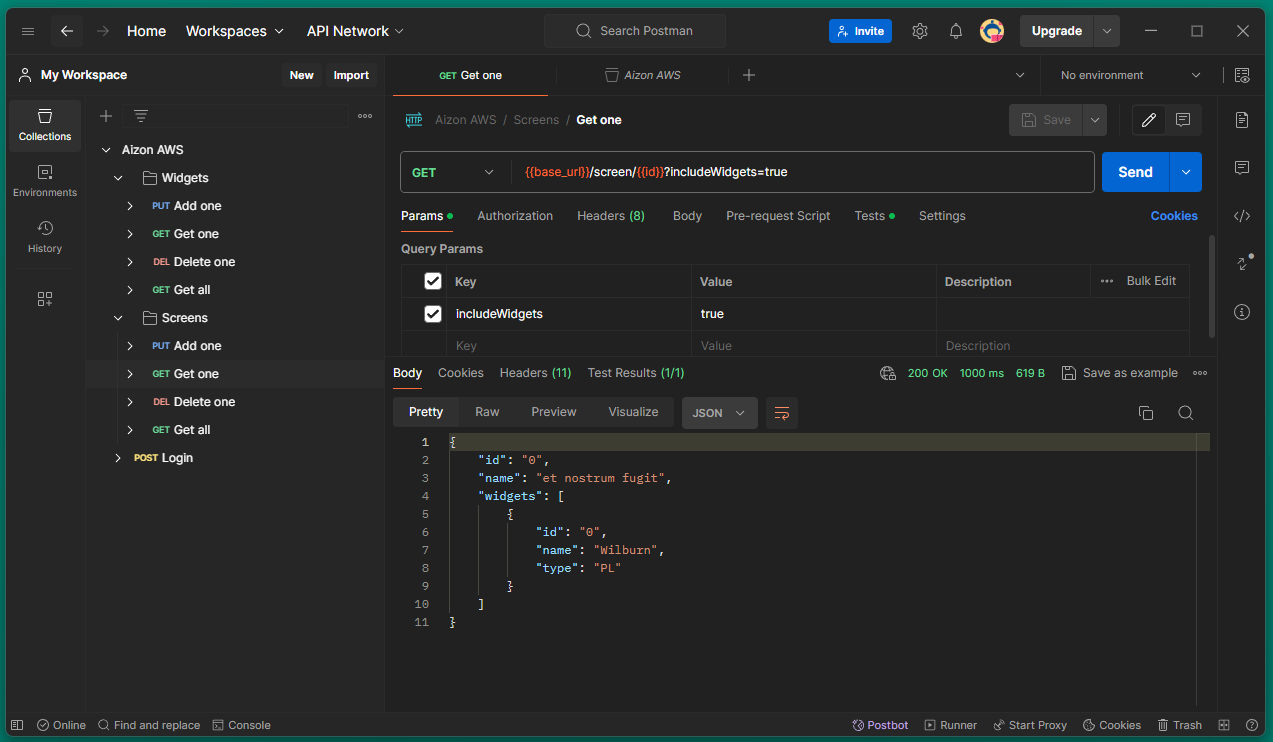 Home Workspaces API Network Search Postman Invite Upgrade
My Workspace New Import
GET Get one Aizon AWS No environment
Collections
Environments
History
Aizon AWS
Widgets
PUT Add one
GET Get one
DEL Delete one
GET Get all
Screens
PUT Add one
GET Get one
DEL Delete one
GET Get all
POST Login
HTTP Aizon AWS / Screens / Get one Save
GET {{base_url}}/screen/{{id}}?includeWidgets=true Send
Params Authorization Headers (8) Body Pre-request Script Tests Settings Cookies
Query Params
Key Value Description Bulk Edit
includeWidgets true
Key Value Description
Body Cookies Headers (11) Test Results (1/1) 200 OK 1000 ms 619 B Save as example
Pretty Raw Preview Visualize JSON
1 {
2 "id": "0",
3 "name": "et nostrum fugit",
4 "widgets": [
5 {
6 "id": "0",
7 "name": "Wilburn",
8 "type": "PL"
9 }
10 ]
11 }
Online Find and replace Console Postbot Runner Start Proxy Cookies Trash